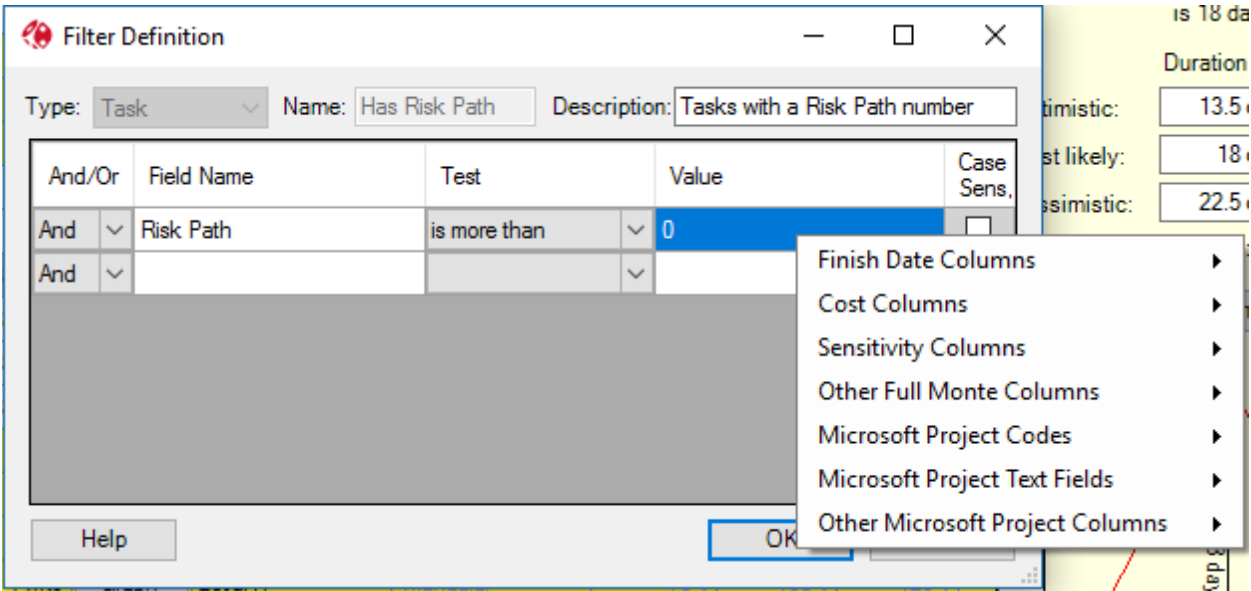 Filter Definition
is 18 da
Duration
Type: Task Name: Has Risk Path Description: Tasks with a Risk Path number
timistic: 13.5
And/Or Field Name Test Value Case Sens.
st likely: 18
ssimistic: 22.5
And Risk Path is more than 0
And
Finish Date Columns
Cost Columns
Sensitivity Columns
Other Full Monte Columns
Microsoft Project Codes
Microsoft Project Text Fields
Other Microsoft Project Columns
Help OK